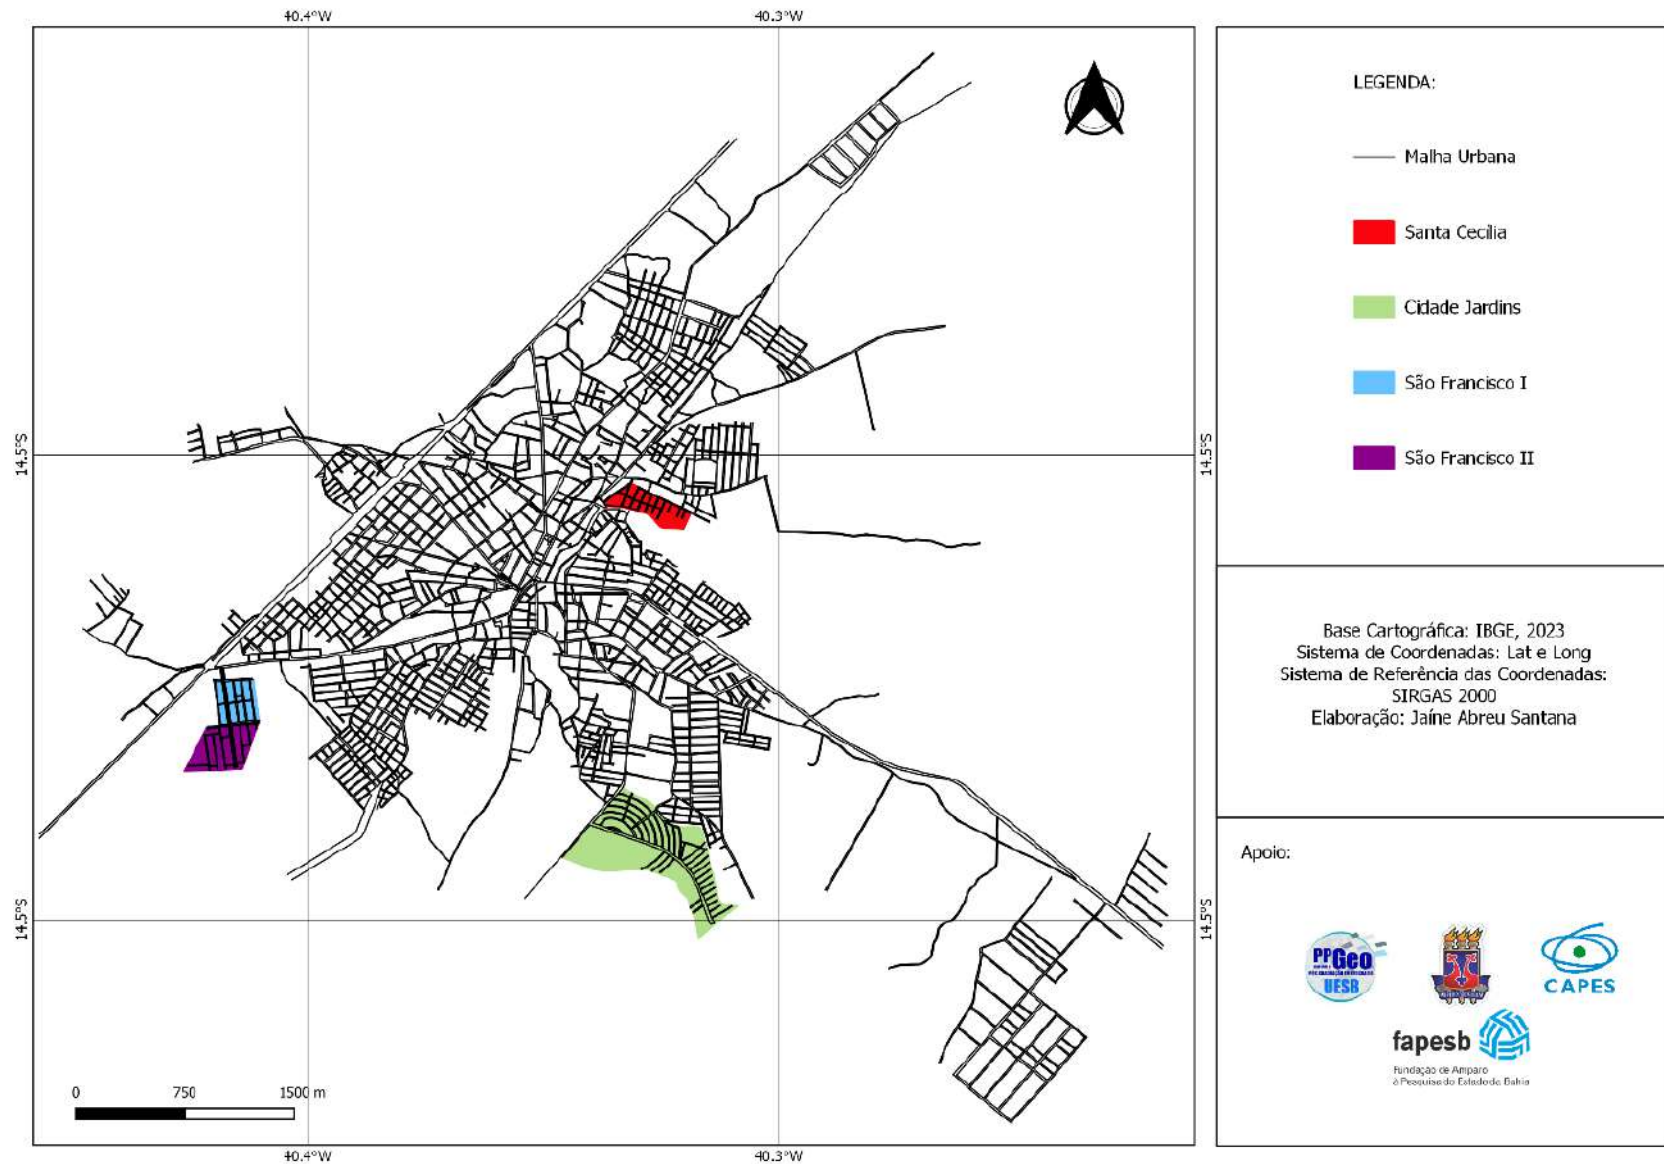 40.4°W
40.3°W
14.5°S
14.5°S
14.5°S
14.5°S
0 750 1500 m
40.4°W
40.3°W
LEGENDA:
Malha Urbana
Santa Cecília
Cidade Jardins
São Francisco I
São Francisco II
Base Cartográfica: IBGE, 2023
Sistema de Coordenadas: Lat e Long
Sistema de Referência das Coordenadas:
SIRGAS 2000
Elaboração: Jaíne Abreu Santana
Apoio:
PPGeo
UESB
CAPES
fapesb
Fundação de Amparo
à Pesquisa do Estado da Bahia